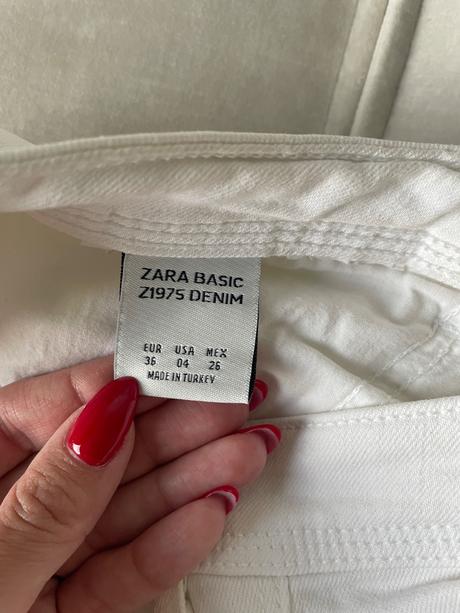 ZARA BASIC
Z1975 DENIM
EUR USA MEX
36 04 26
MADE IN TURKEY